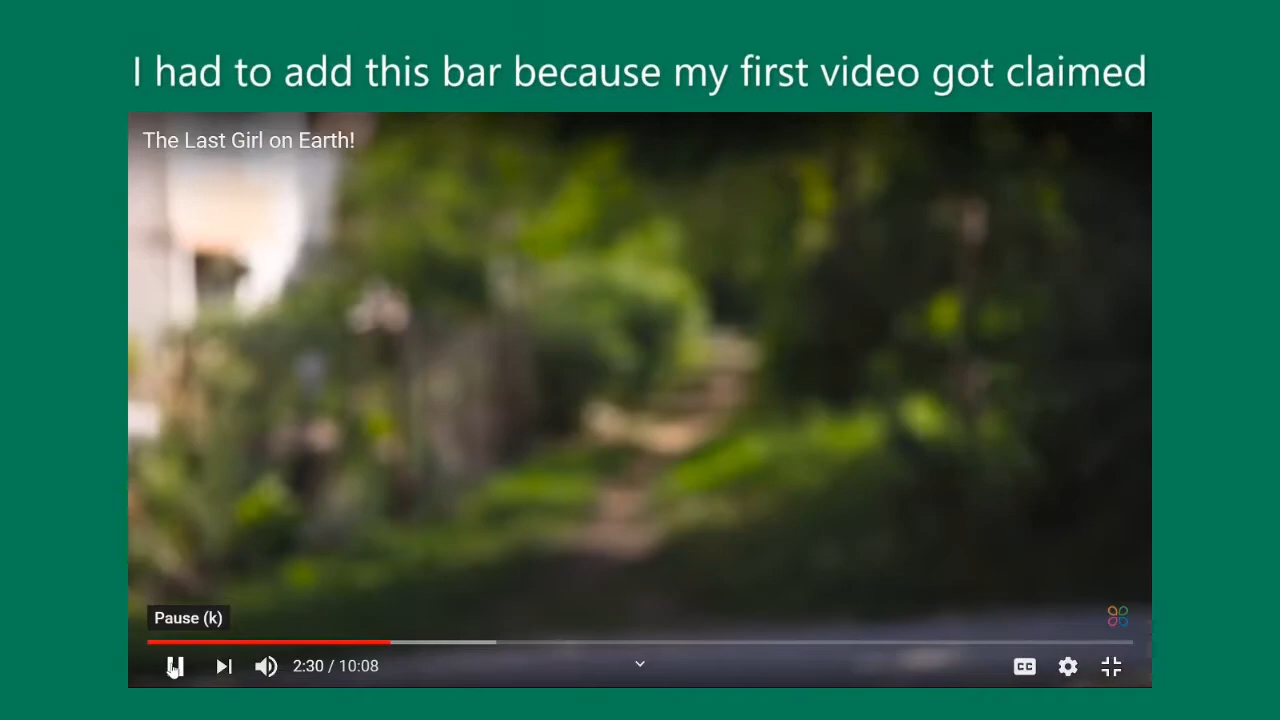 I had to add this bar because my first video got claimed
The Last Girl on Earth!
Pause (k)
2:30 / 10:08
CC